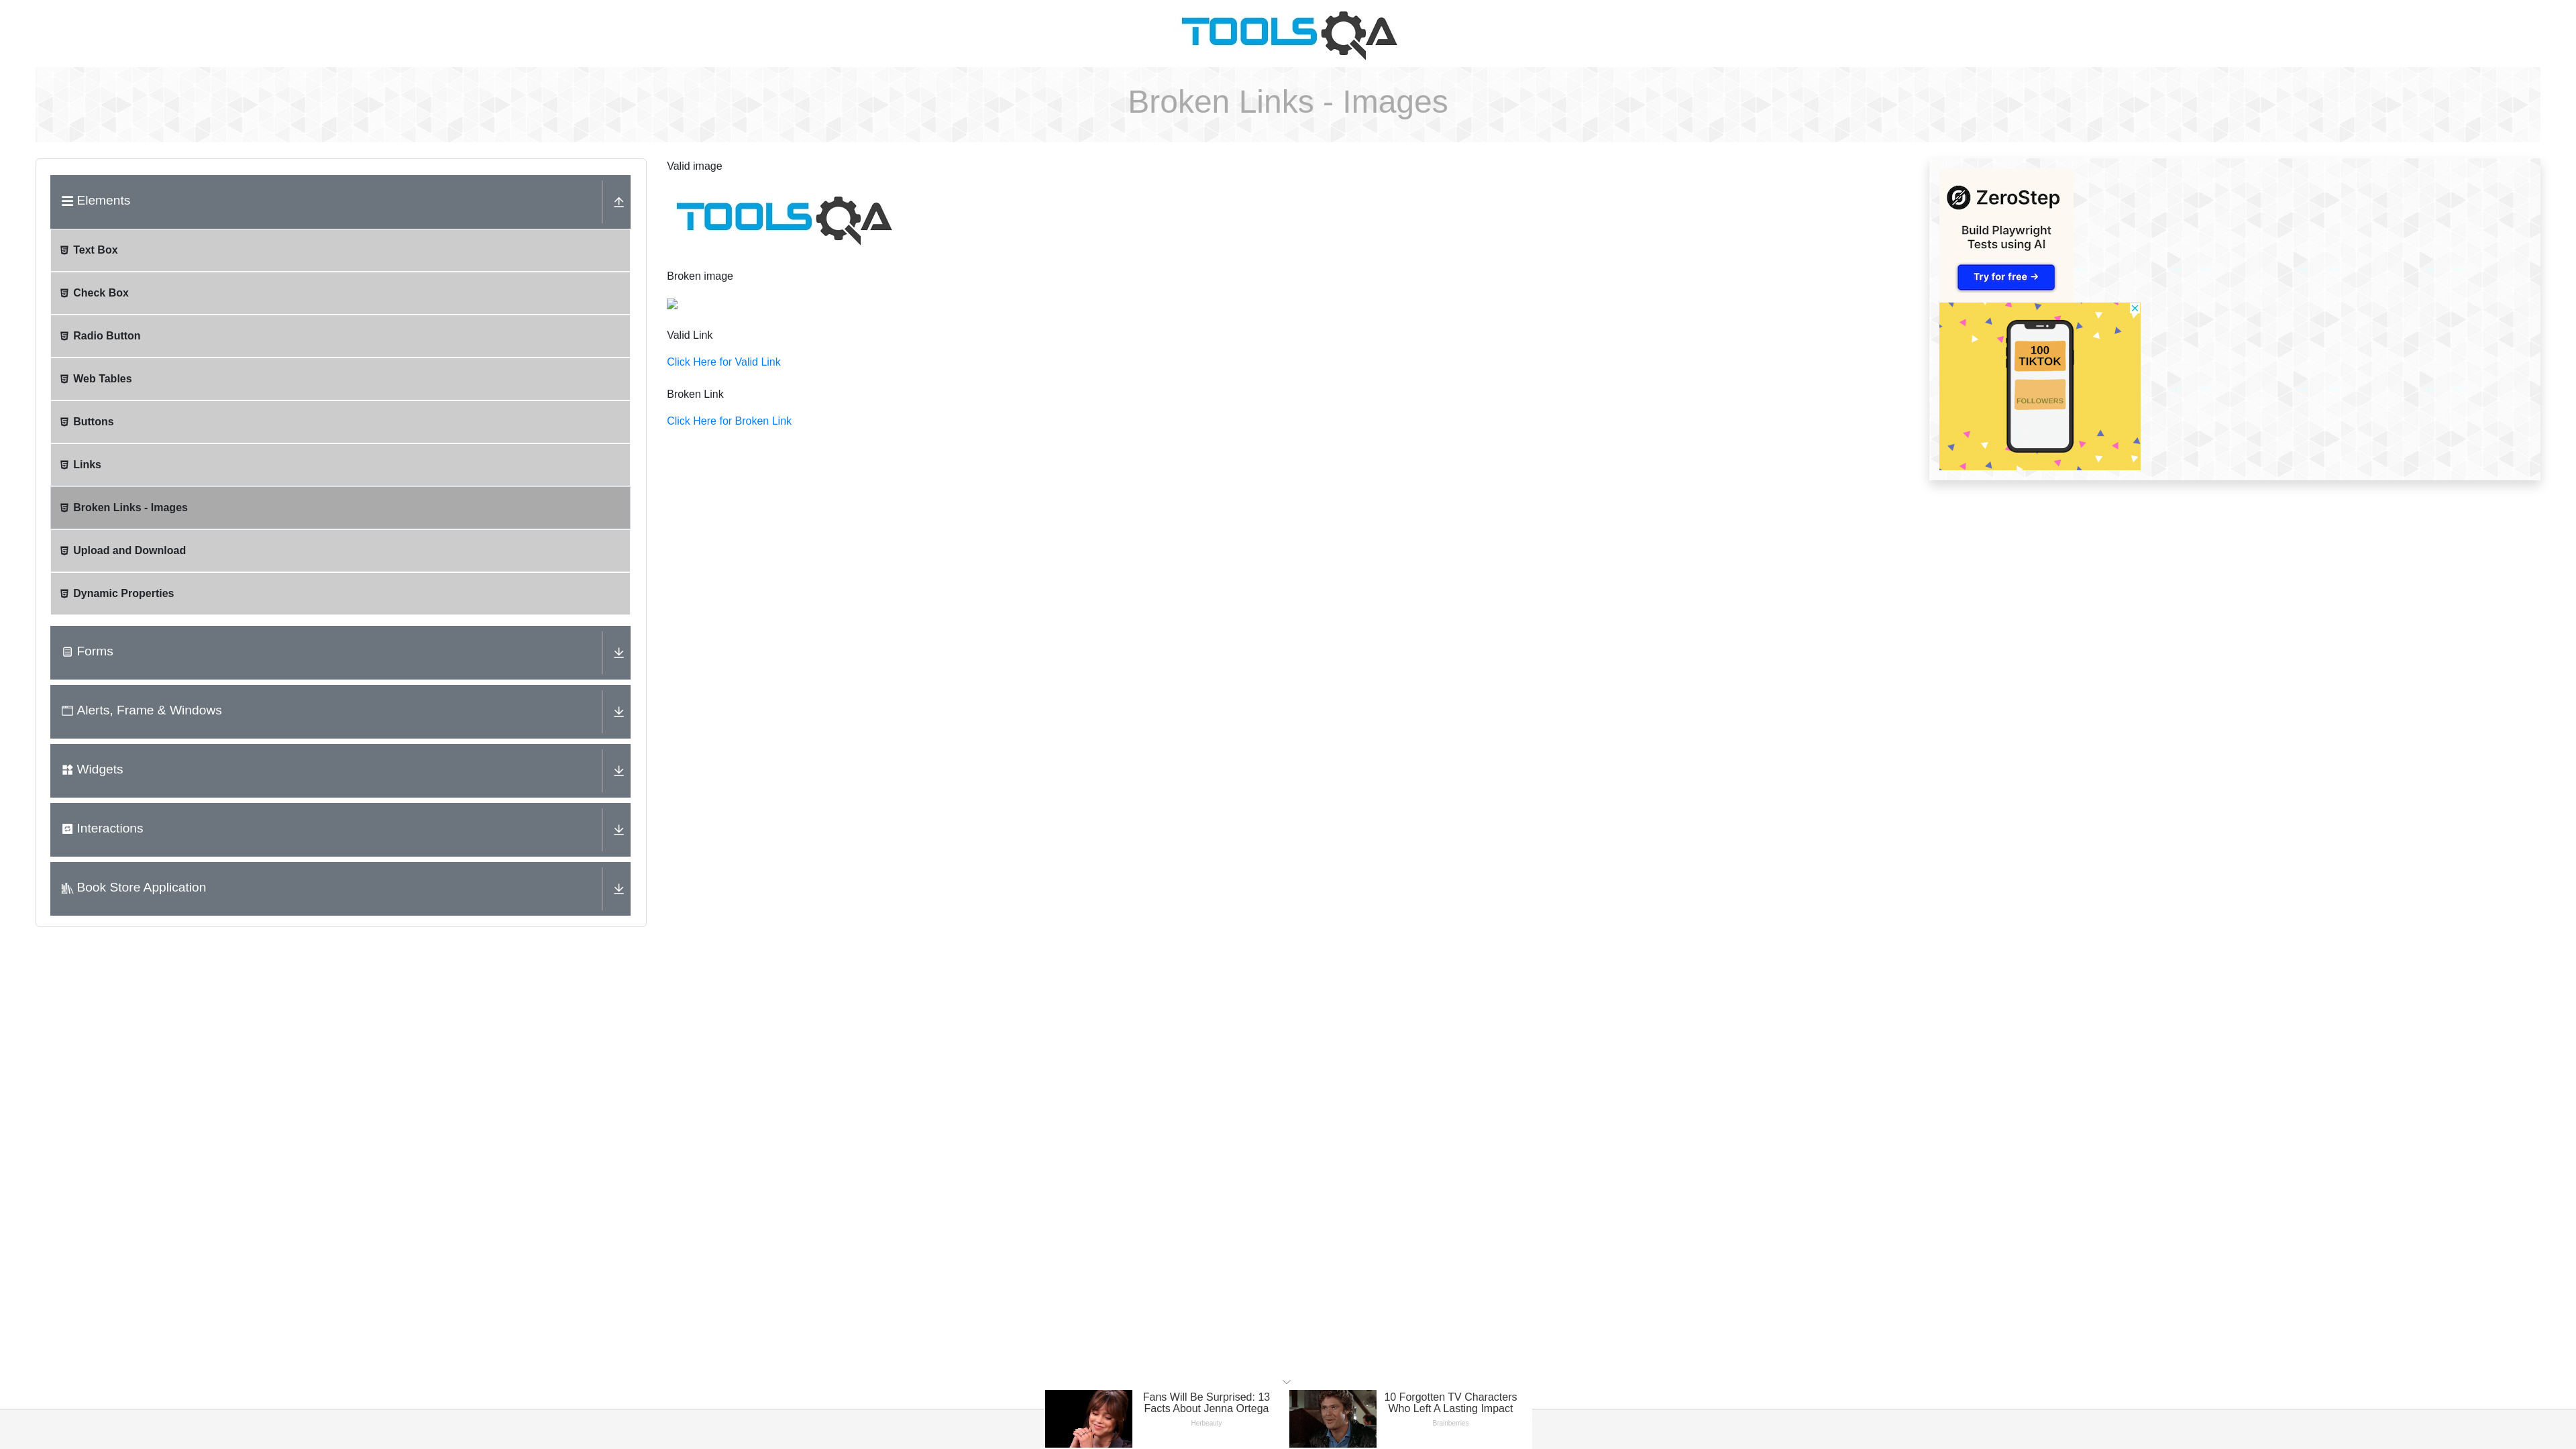 TOOLSQA
Broken Links - Images
Elements
Text Box
Check Box
Radio Button
Web Tables
Buttons
Links
Broken Links - Images
Upload and Download
Dynamic Properties
Forms
Alerts, Frame & Windows
Widgets
Interactions
Book Store Application
Valid image
TOOLSQA
Broken image
Valid Link
Click Here for Valid Link
Broken Link
Click Here for Broken Link
ZeroStep
Build Playwright
Tests using AI
Try for free →
100
TIKTOK
FOLLOWERS
Fans Will Be Surprised: 13
Facts About Jenna Ortega
Herbeauty
10 Forgotten TV Characters
Who Left A Lasting Impact
Brainberries